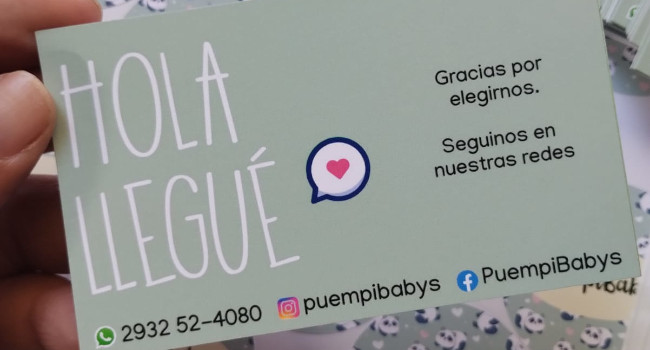 HOLA
LLEGUÉ
Gracias por
elegirnos.
Seguinos en
nuestras redes
2932 52-4080
puempibabys
PuempiBabys